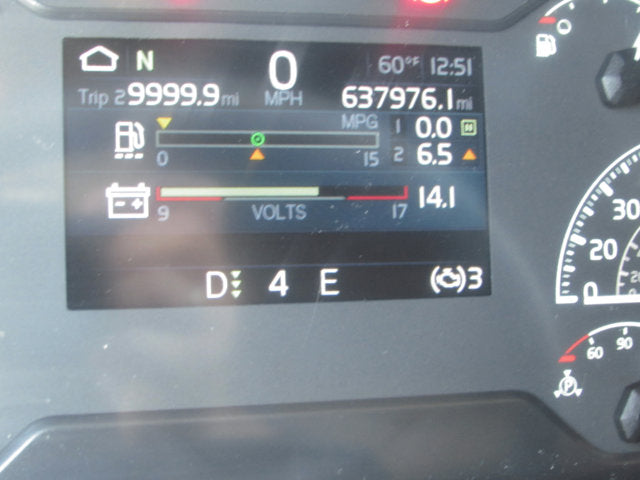 N 0 60°F 12:51
Trip 2 9999.9 mi MPH 637976.1 mi
MPG 1 0.0
0 15 2 6.5
9 VOLTS 17 14.1
D 4 E 3
30
20
P
60 90
P